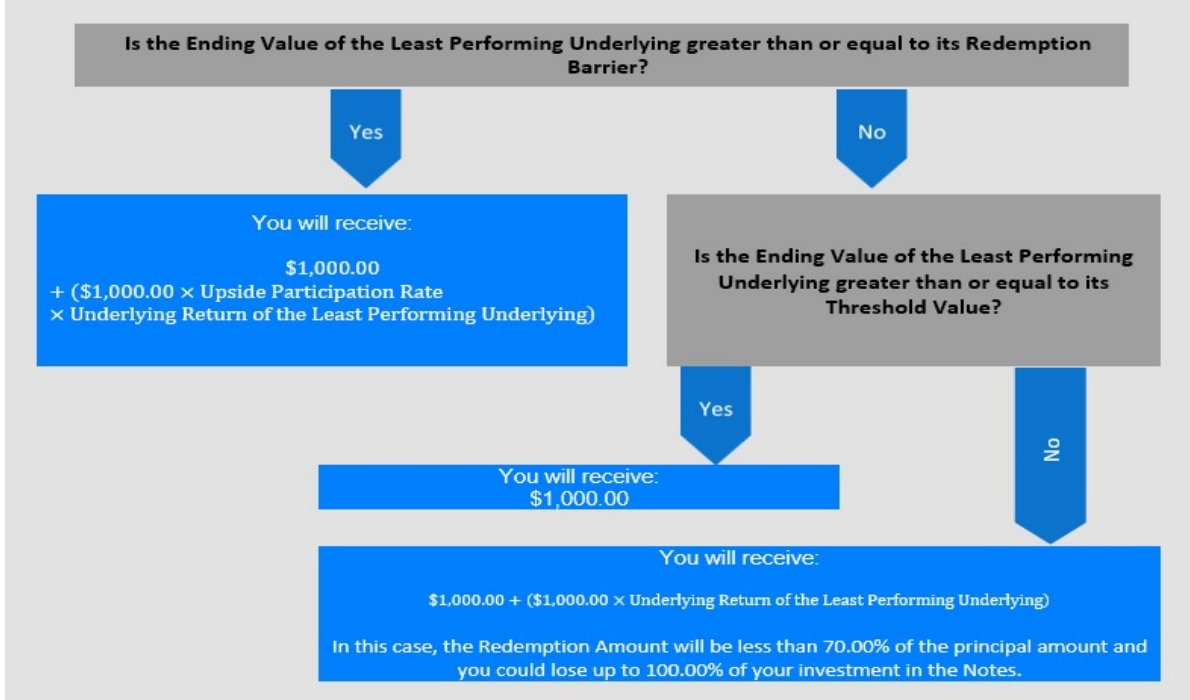 Is the Ending Value of the Least Performing Underlying greater than or equal to its Redemption
Barrier?
Yes
No
You will receive:
$1,000.00
+ ($1,000.00 × Upside Participation Rate
× Underlying Return of the Least Performing Underlying)
Is the Ending Value of the Least Performing
Underlying greater than or equal to its
Threshold Value?
Yes
No
You will receive:
$1,000.00
You will receive:
$1,000.00 + ($1,000.00 × Underlying Return of the Least Performing Underlying)
In this case, the Redemption Amount will be less than 70.00% of the principal amount and
you could lose up to 100.00% of your investment in the Notes.